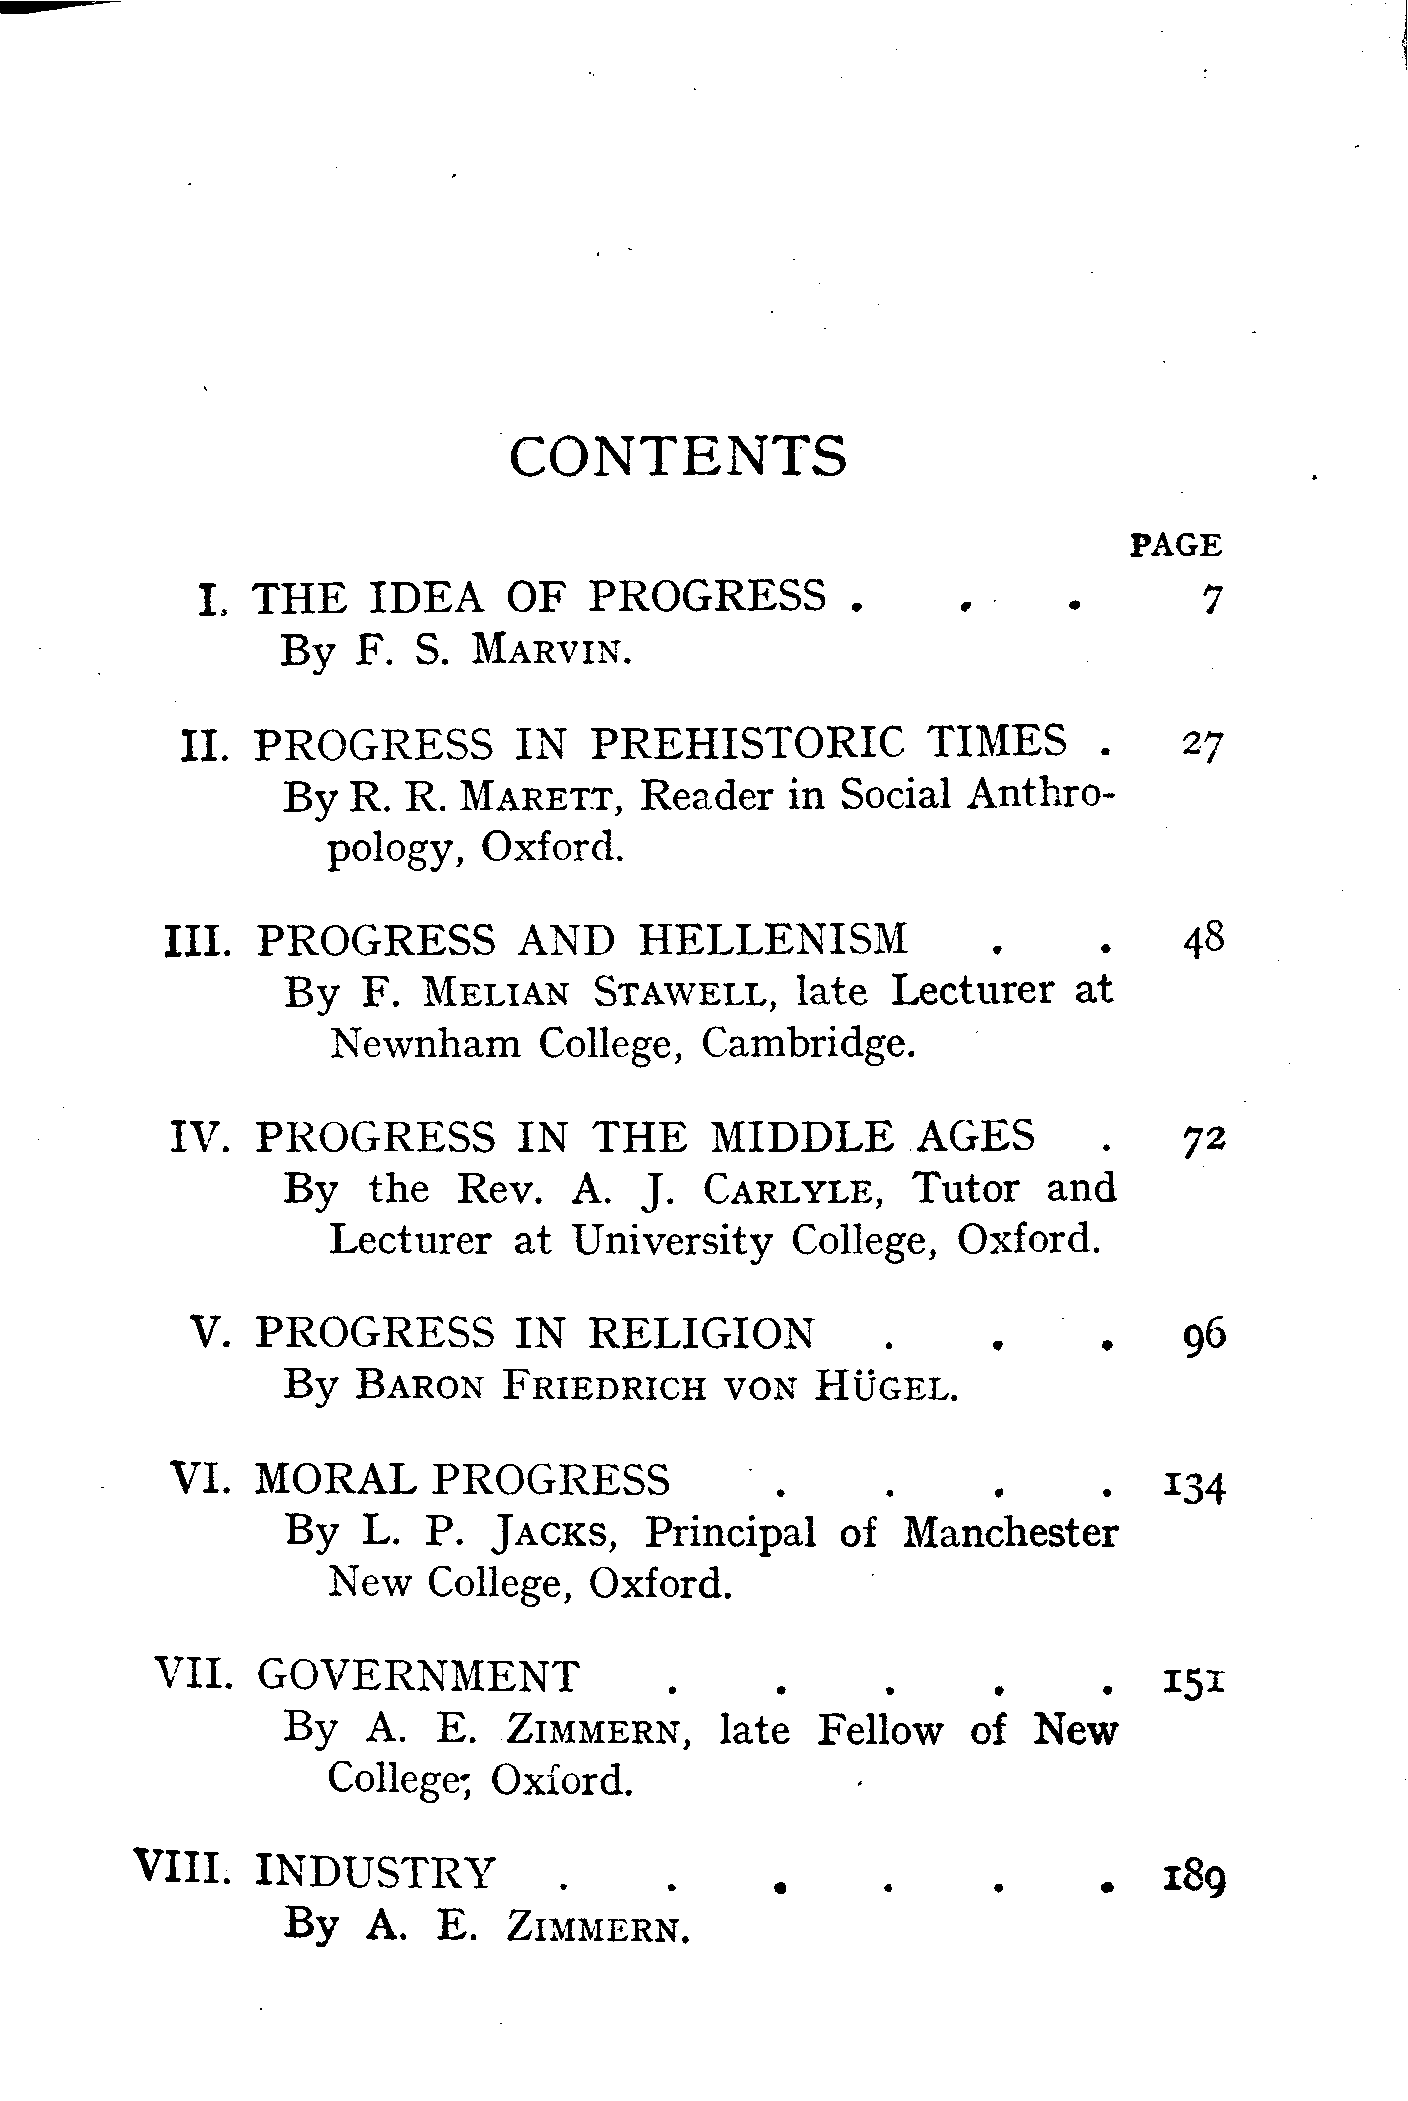 CONTENTS
PAGE
I. THE IDEA OF PROGRESS . . . 7
By F. S. MARVIN.
II. PROGRESS IN PREHISTORIC TIMES . 27
By R. R. MARETT, Reader in Social Anthro-
pology, Oxford.
III. PROGRESS AND HELLENISM . . 48
By F. MELIAN STAWELL, late Lecturer at
Newnham College, Cambridge.
IV. PROGRESS IN THE MIDDLE AGES . 72
By the Rev. A. J. CARLYLE, Tutor and
Lecturer at University College, Oxford.
V. PROGRESS IN RELIGION . . . 96
By BARON FRIEDRICH VON HÜGEL.
VI. MORAL PROGRESS . . . . 134
By L. P. JACKS, Principal of Manchester
New College, Oxford.
VII. GOVERNMENT . . . . . 151
By A. E. ZIMMERN, late Fellow of New
College, Oxford.
VIII. INDUSTRY . . . . . . 189
By A. E. ZIMMERN.